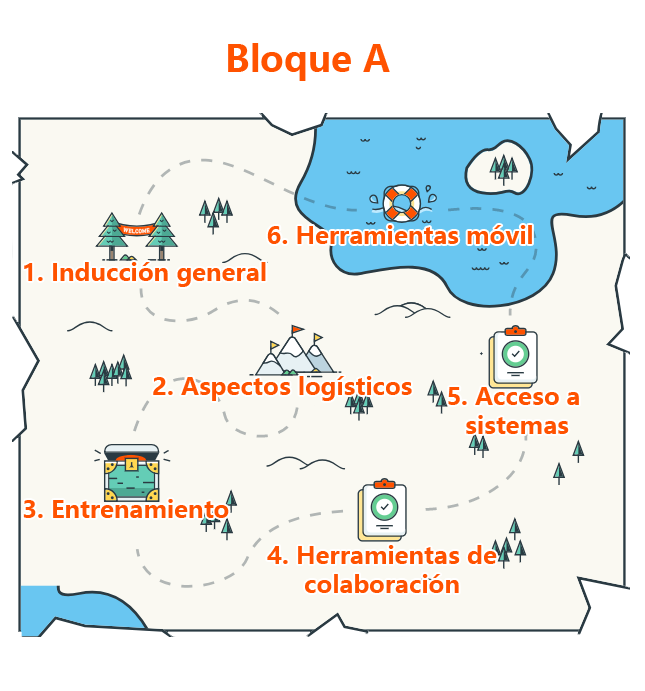 Bloque A
WELCOME
1. Inducción general
2. Aspectos logísticos
3. Entrenamiento
4. Herramientas de
colaboración
5. Acceso a
sistemas
6. Herramientas móvil